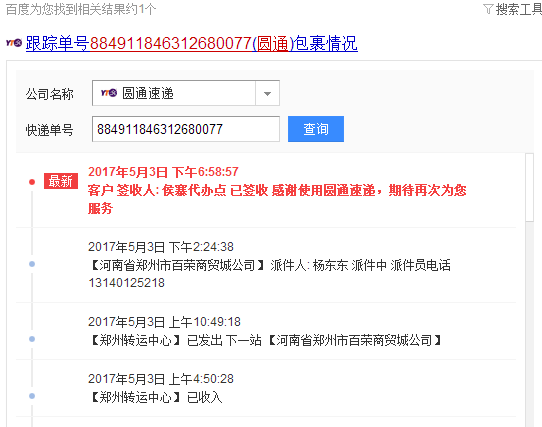 百度为您找到相关结果约1个
搜索工具
YTO 跟踪单号884911846312680077(圆通)包裹情况
公司名称
YTO 圆通速递
快递单号
884911846312680077
查询
最新
2017年5月3日 下午6:58:57
客户 签收人: 侯寨代办点 已签收 感谢使用圆通速递，期待再次为您
服务
2017年5月3日 下午2:24:38
【河南省郑州市百荣商贸城公司】 派件人: 杨东东 派件中 派件员电话
13140125218
2017年5月3日 上午10:49:18
【郑州转运中心】 已发出 下一站 【河南省郑州市百荣商贸城公司】
2017年5月3日 上午4:50:28
【郑州转运中心】 已收入